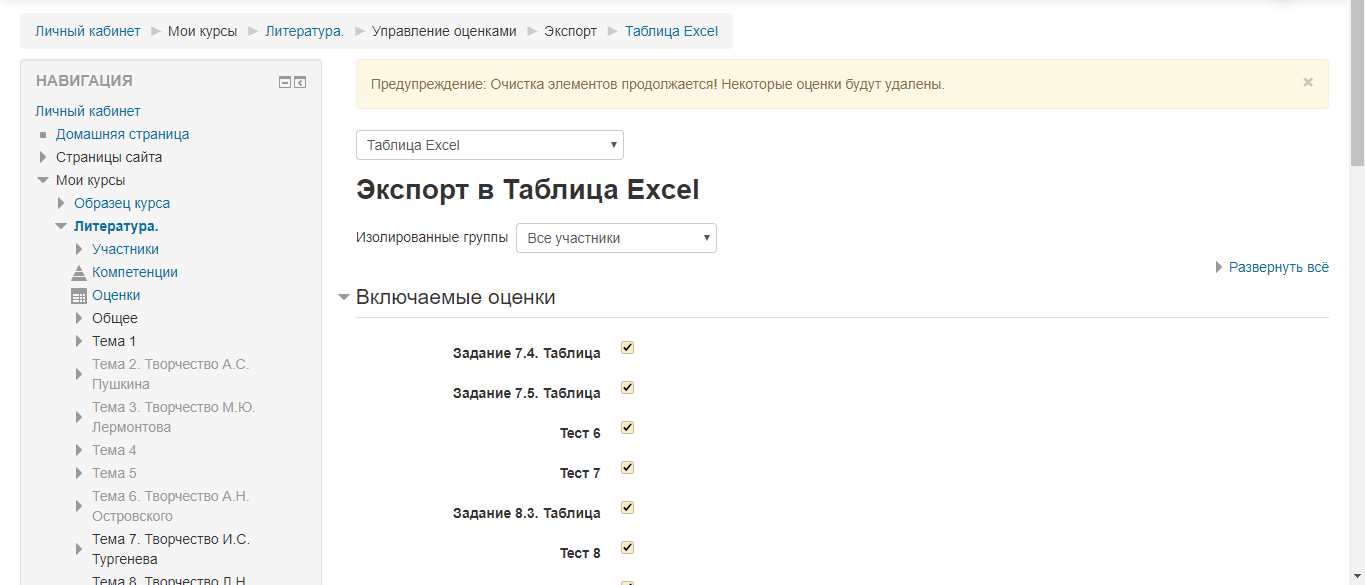 Личный кабинет Мои курсы Литература. Управление оценками Экспорт Таблица Excel
НАВИГАЦИЯ
Личный кабинет
Домашняя страница
Страницы сайта
Мои курсы
Образец курса
Литература.
Участники
Компетенции
Оценки
Общее
Тема 1
Тема 2. Творчество А.С.
Пушкина
Тема 3. Творчество М.Ю.
Лермонтова
Тема 4
Тема 5
Тема 6. Творчество А.Н.
Островского
Тема 7. Творчество И.С.
Тургенева
Тема 8. Творчество Л.Н.
Предупреждение: Очистка элементов продолжается! Некоторые оценки будут удалены.
Таблица Excel
Экспорт в Таблица Excel
Изолированные группы Все участники
Развернуть всё
Включаемые оценки
Задание 7.4. Таблица
Задание 7.5. Таблица
Тест 6
Тест 7
Задание 8.3. Таблица
Тест 8